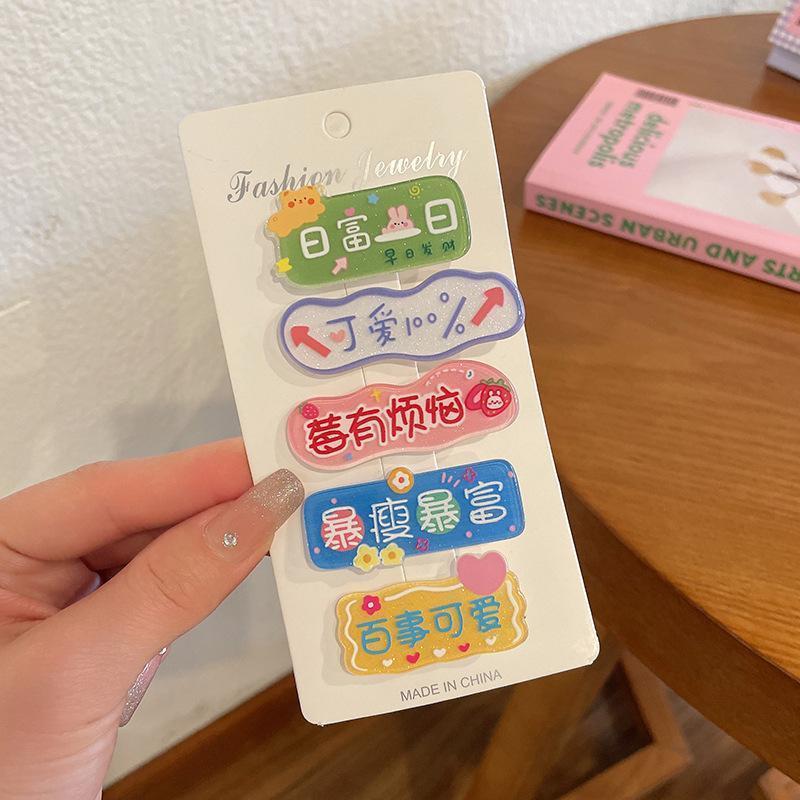 Fashion Jewelry
日富一日
早日发财
可爱100%
莓有烦恼
暴瘦暴富
百事可爱
MADE IN CHINA
delicious
metropolis
RTS AND URBAN SCENES